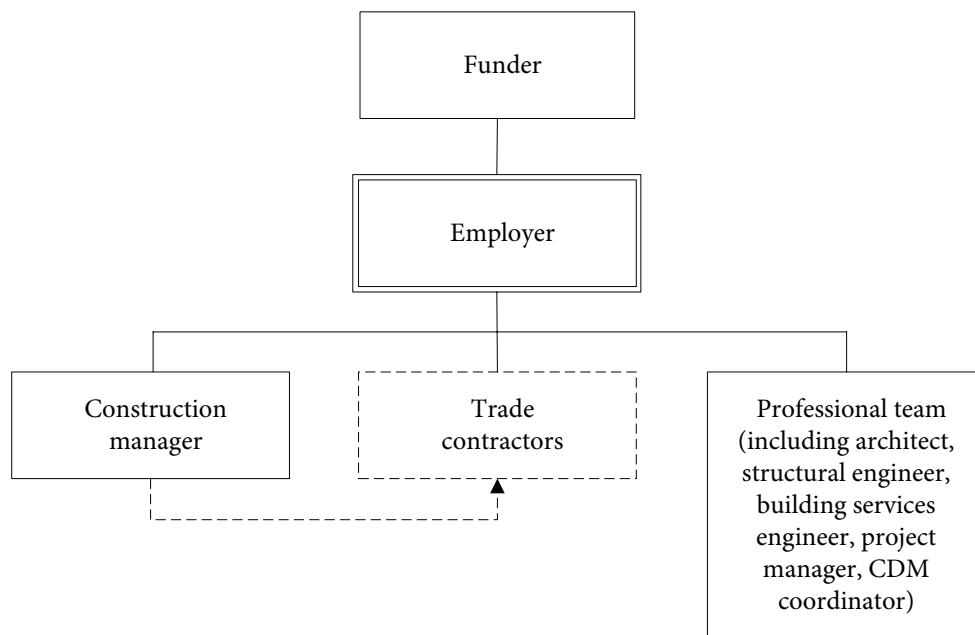 Funder
Employer
Construction
manager
Trade
contractors
Professional team
(including architect,
structural engineer,
building services
engineer, project
manager, CDM
coordinator)